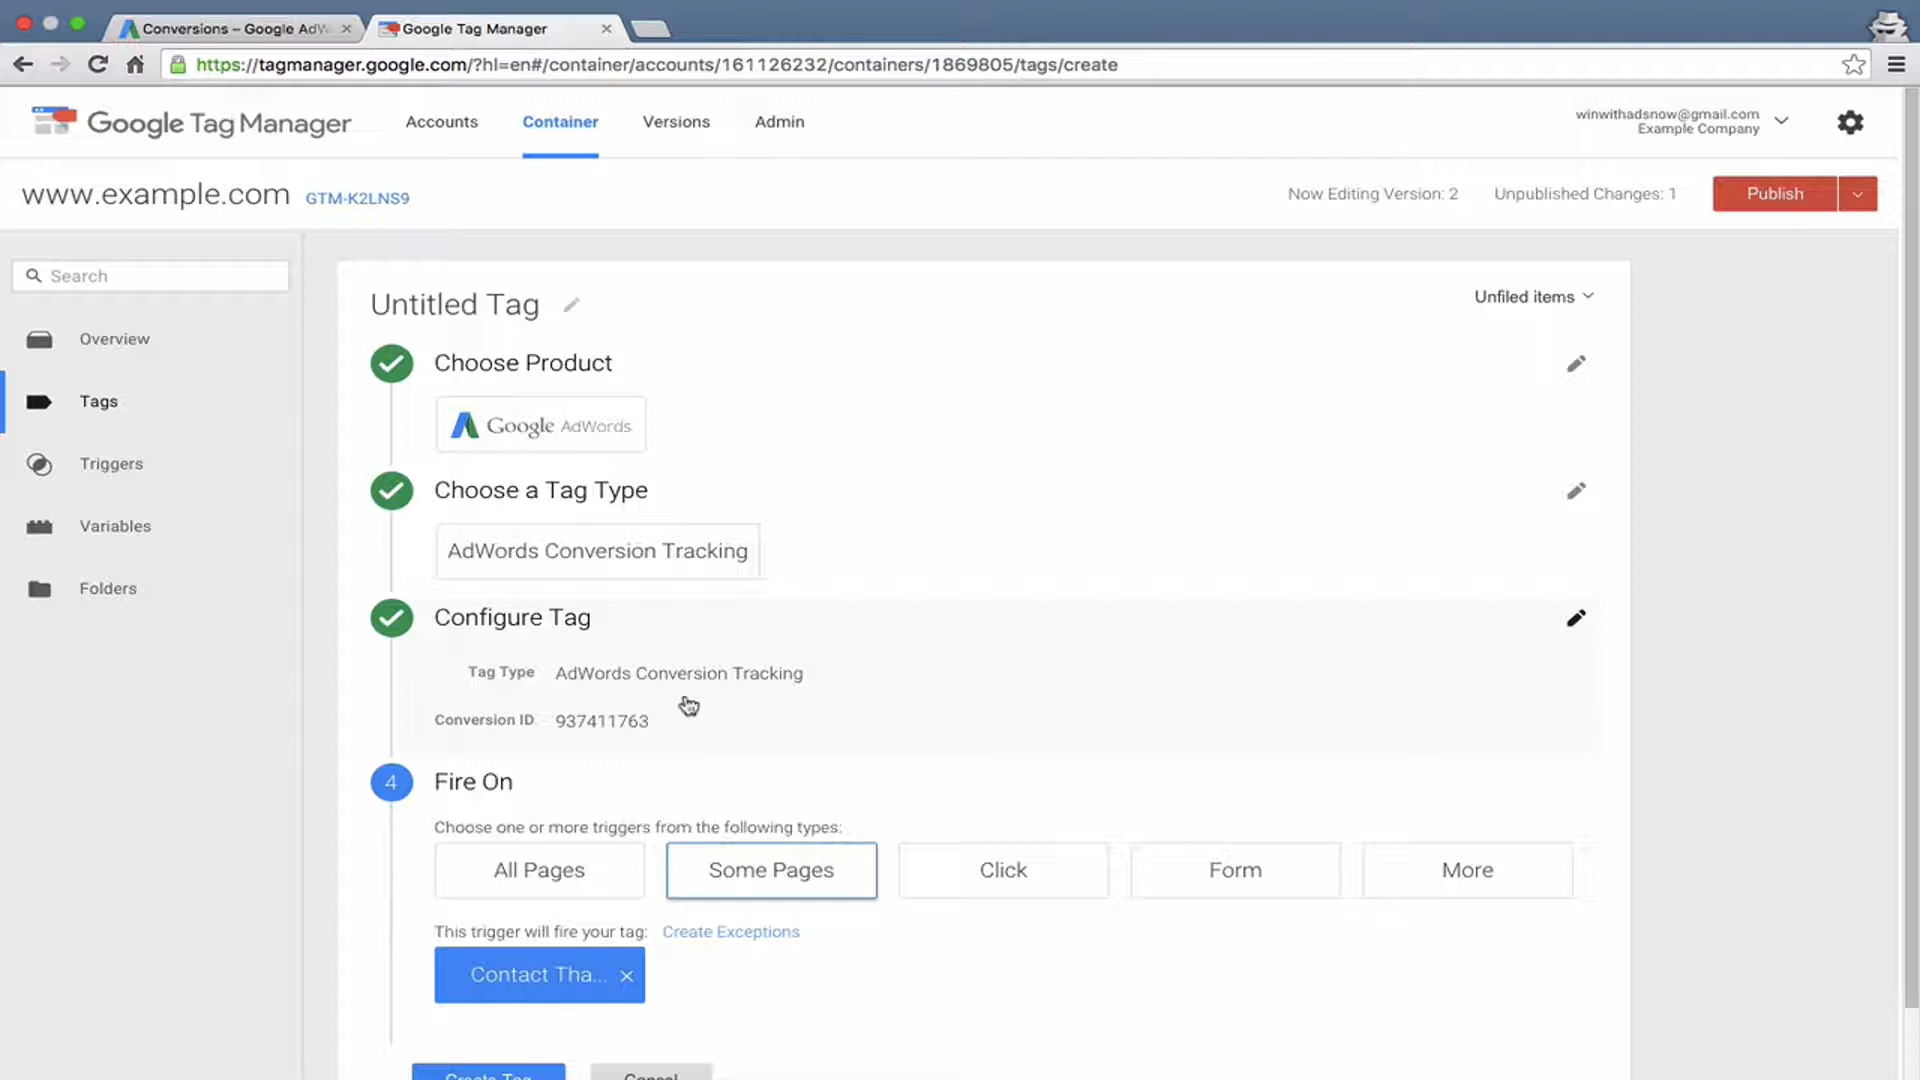 Conversions – Google AdW
Google Tag Manager
https://tagmanager.google.com/?hl=en#/container/accounts/161126232/containers/1869805/tags/create
Google Tag Manager
Accounts
Container
Versions
Admin
winwithadsnow@gmail.com
Example Company
www.example.com
GTM-K2LNS9
Now Editing Version: 2
Unpublished Changes: 1
Publish
Search
Overview
Tags
Triggers
Variables
Folders
Untitled Tag
Unfiled items
Choose Product
Google AdWords
Choose a Tag Type
AdWords Conversion Tracking
Configure Tag
Tag Type AdWords Conversion Tracking
Conversion ID 937411763
4 Fire On
Choose one or more triggers from the following types:
All Pages
Some Pages
Click
Form
More
This trigger will fire your tag: Create Exceptions
Contact Tha...
Create Tag
Cancel